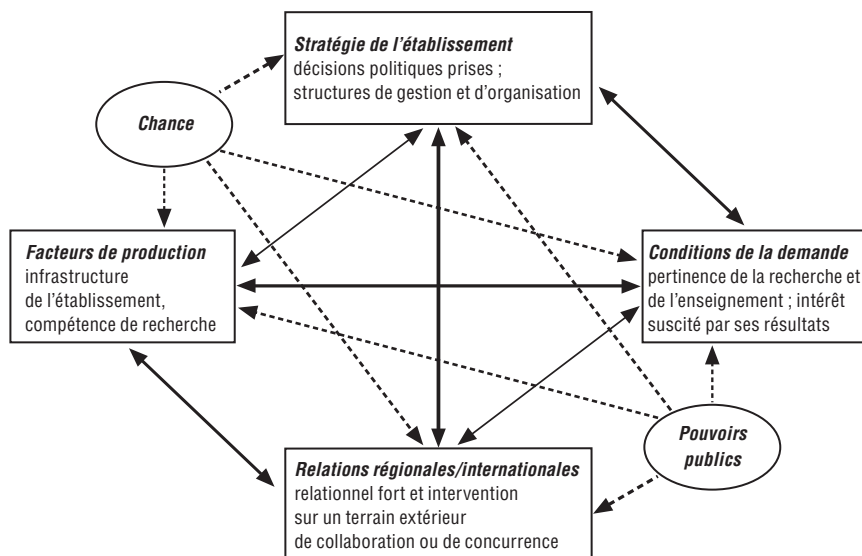 Stratégie de l'établissement
décisions politiques prises ;
structures de gestion et d'organisation
Chance
Facteurs de production
infrastructure
de l'établissement,
compétence de recherche
Conditions de la demande
pertinence de la recherche et
de l'enseignement ; intérêt
suscité par ses résultats
Pouvoirs
publics
Relations régionales/internationales
relationnel fort et intervention
sur un terrain extérieur
de collaboration ou de concurrence